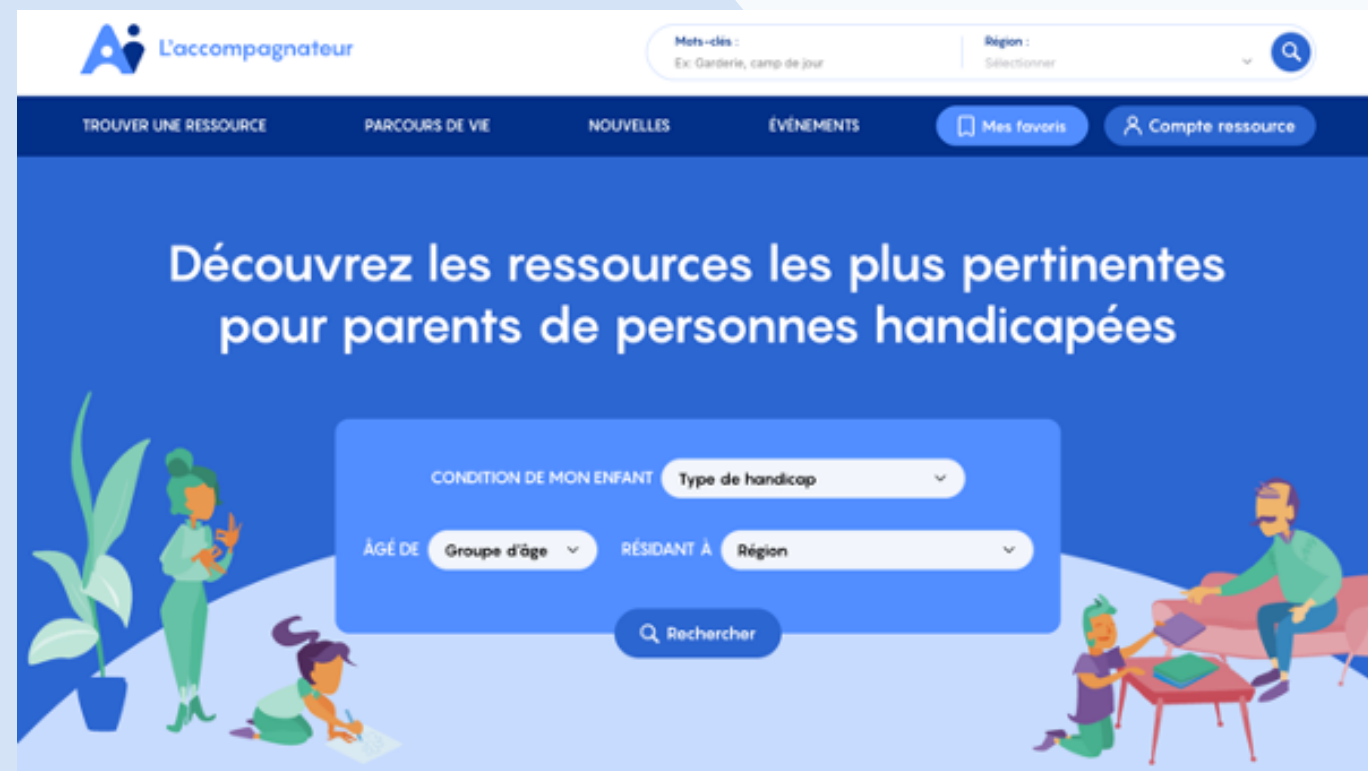 L'accompagnateur
Mots-clés :
Ex: Garderie, camp de jour
Région :
Sélectionner
TROUVER UNE RESSOURCE
PARCOURS DE VIE
NOUVELLES
ÉVÉNEMENTS
Mes favoris
Compte ressource
Découvrez les ressources les plus pertinentes
pour parents de personnes handicapées
CONDITION DE MON ENFANT Type de handicap
ÂGÉ DE Groupe d'âge RÉSIDANT À Région
Rechercher